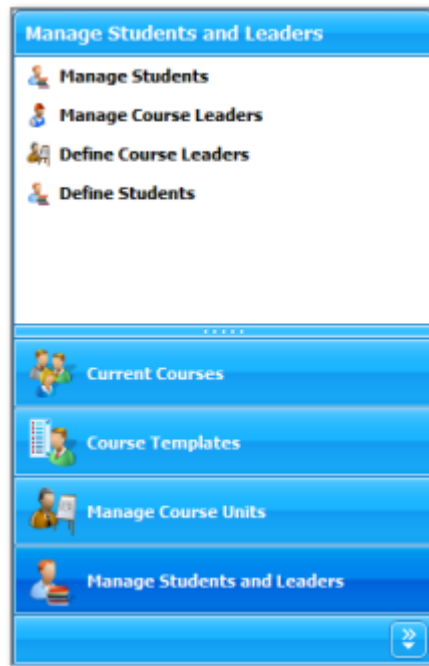 Manage Students and Leaders
Manage Students
Manage Course Leaders
Define Course Leaders
Define Students
Current Courses
Course Templates
Manage Course Units
Manage Students and Leaders